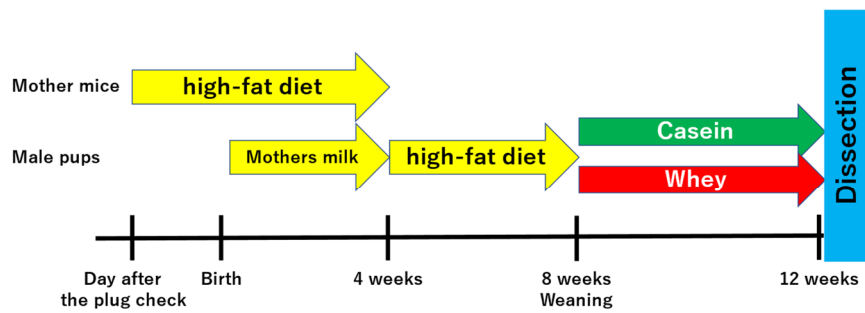 Mother mice
high-fat diet
Male pups
Mothers milk
high-fat diet
Casein
Whey
Dissection
Day after
the plug check
Birth
4 weeks
8 weeks
Weaning
12 weeks